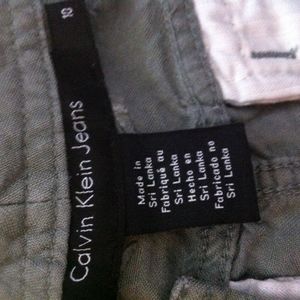 Calvin Klein Jeans
10
Made in
Sri Lanka
Fabriqué au
Sri Lanka
Hecho en
Sri Lanka
Fabricado no
Sri Lanka